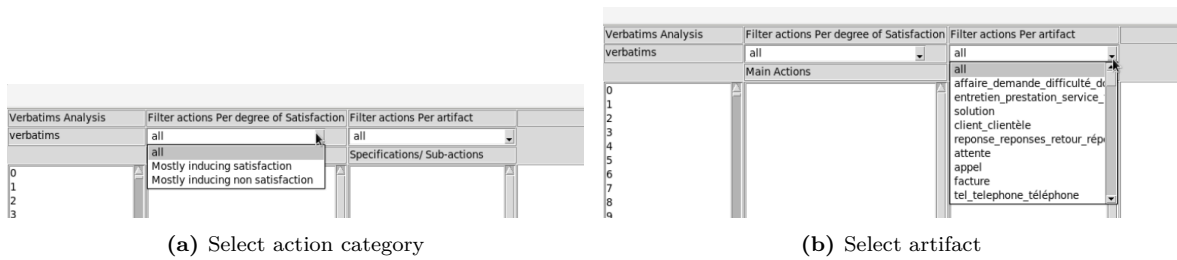 Verbatims Analysis Filter actions Per degree of Satisfaction Filter actions Per artifact
verbatims all all
all Specifications/ Sub-actions
Mostly inducing satisfaction
Mostly inducing non satisfaction
0
1
2
3
(a) Select action category
Verbatims Analysis Filter actions Per degree of Satisfaction Filter actions Per artifact
verbatims all all
Main Actions all
affaire_demande_difficulté_
entretien_prestation_service_
solution
client_clientèle
reponse_reponses_retour_
attente
appel
facture
tel_telephone_téléphone
0
1
2
3
4
5
6
7
8
9
(b) Select artifact